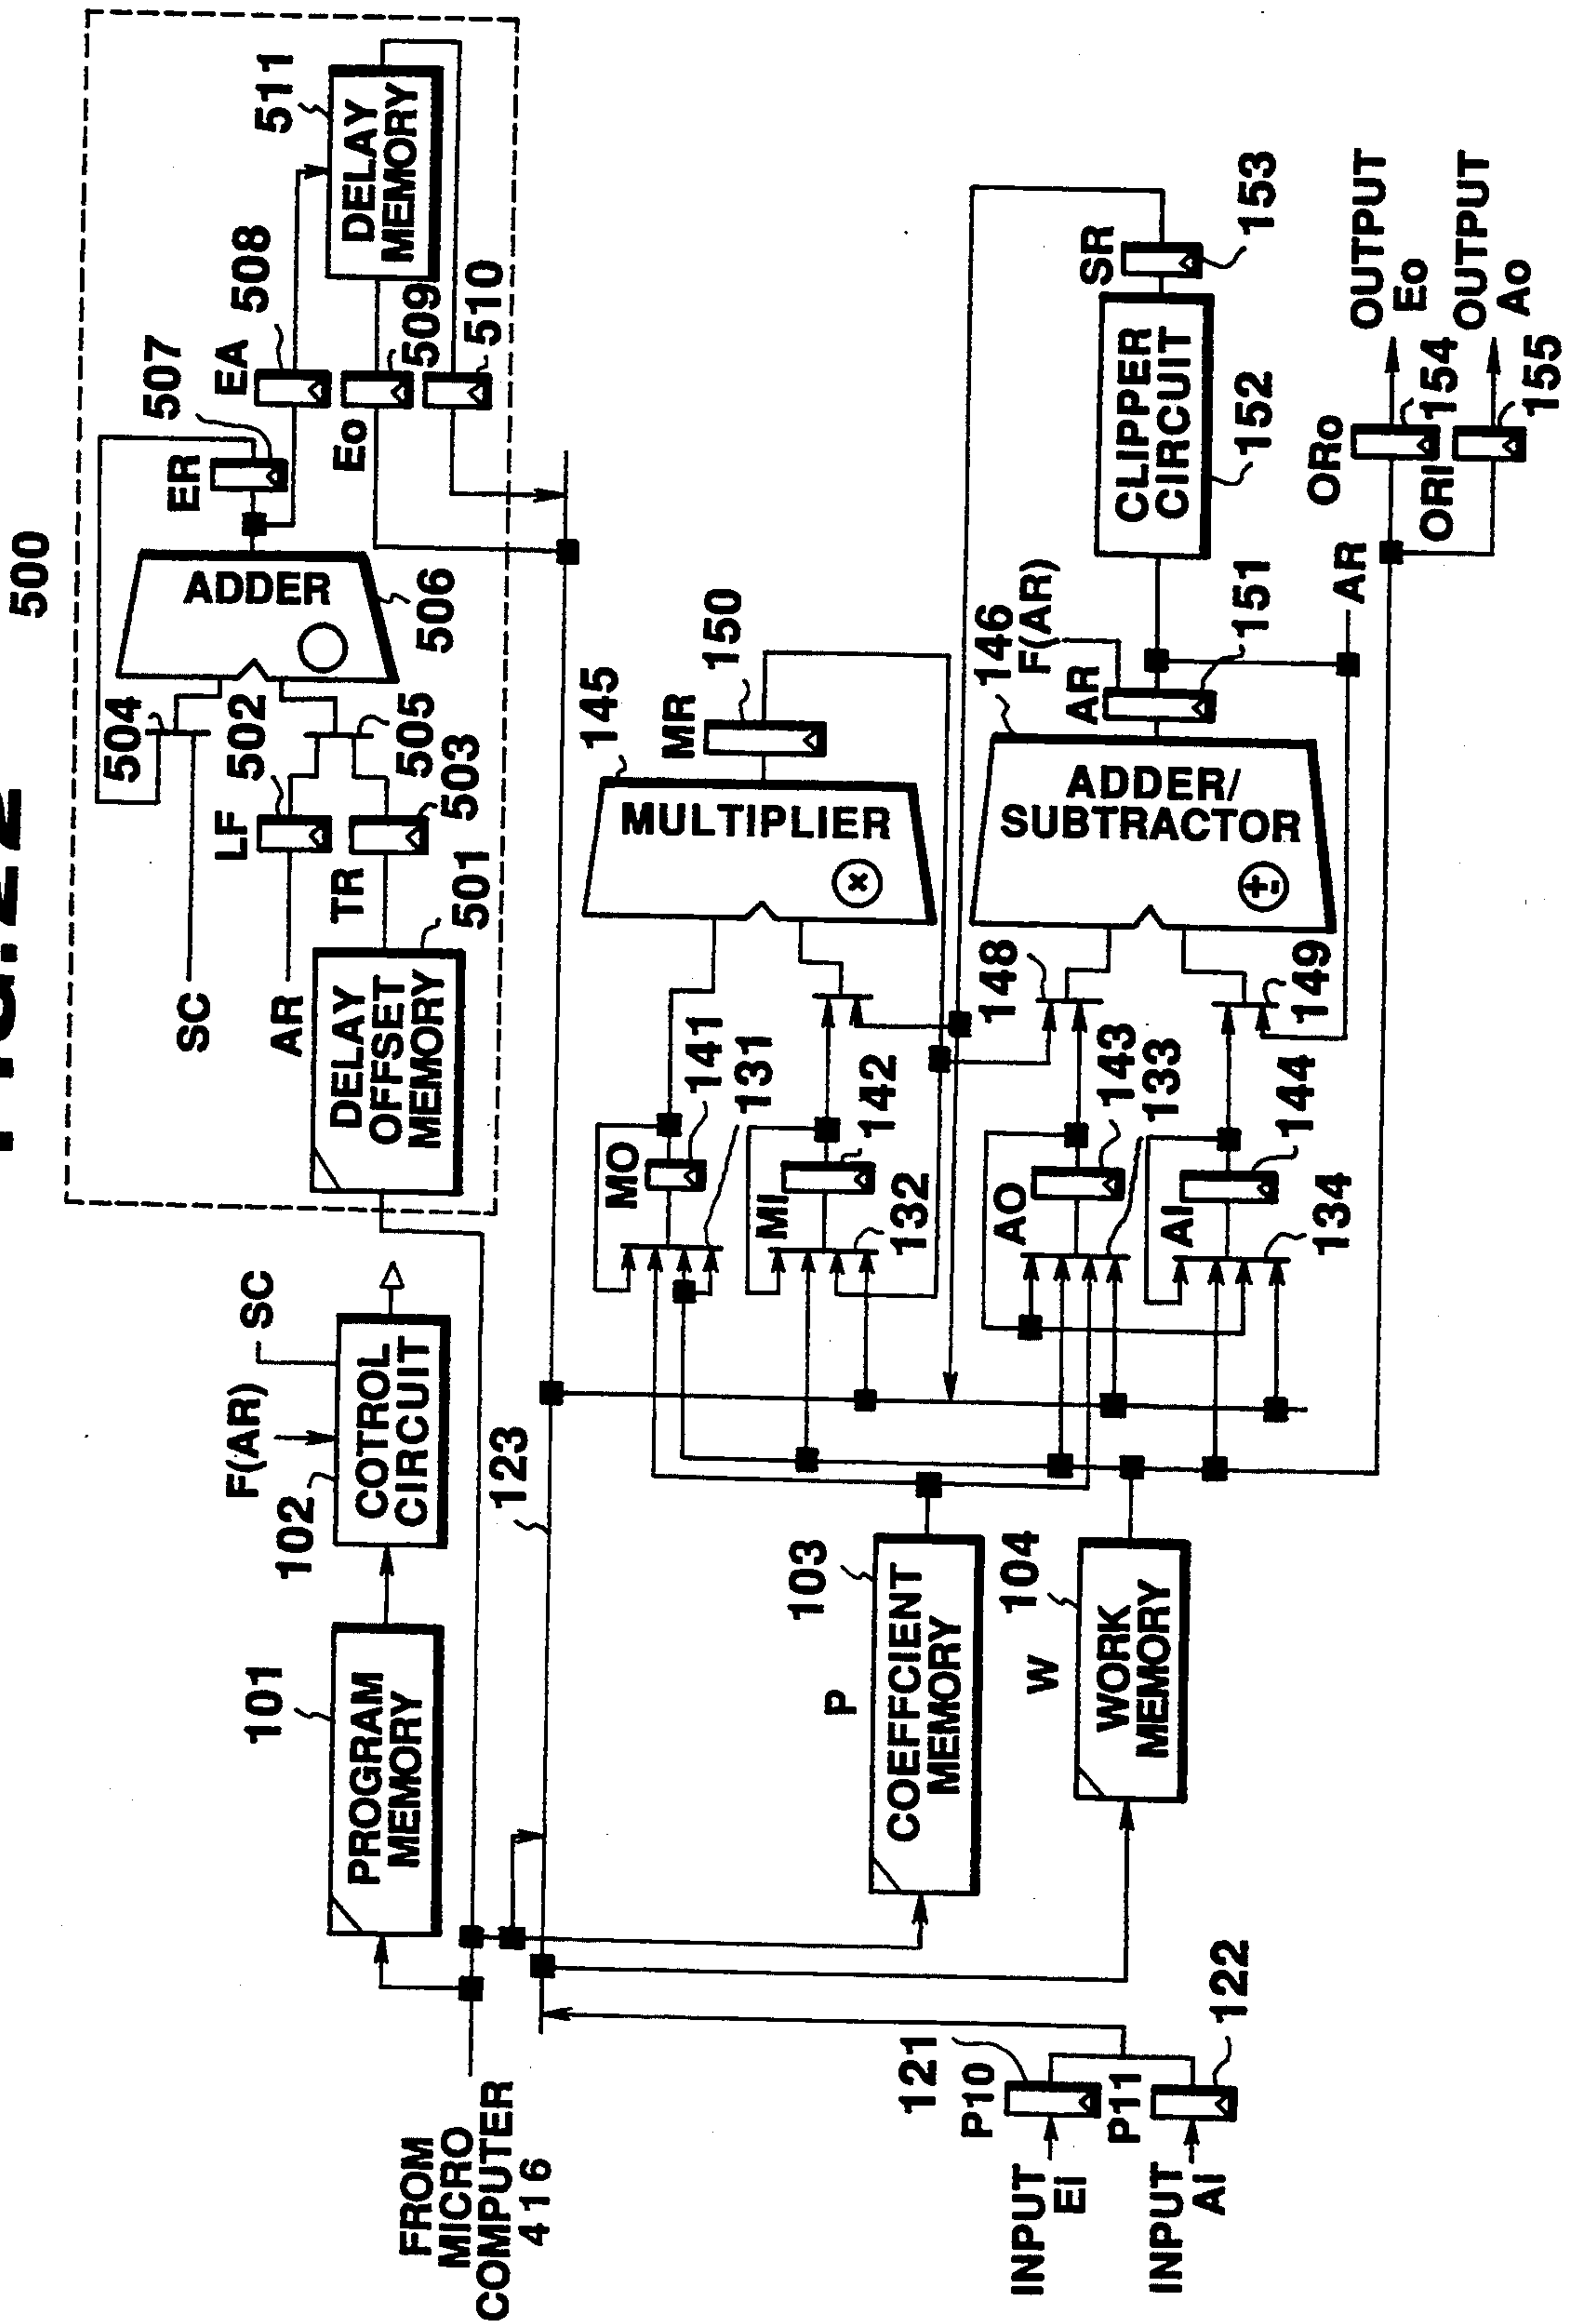 FIG. 22
500
FROM
MICRO
COMPUTER
416
101
PROGRAM
MEMORY
102
F(AR)
SC
COTROL
CIRCUIT
123
SC
AR
DELAY
OFFSET
MEMORY
501
LF
502
TR
503
504
505
ADDER
506
ER
507
EA
508
Eo
509
510
DELAY
MEMORY
511
103
P
COEFFCIENT
MEMORY
104
W
WORK
MEMORY
INPUT
Ei
P10
121
INPUT
Ai
P11
122
MO
141
131
MI
142
132
AO
143
133
AI
144
134
145
MULTIPLIER
×
MR
150
148
149
146
ADDER/
SUBTRACTOR
+-
F(AR)
AR
151
CLIPPER
CIRCUIT
152
SR
153
AR
ORo
154
OUTPUT
Eo
ORI
155
OUTPUT
Ao